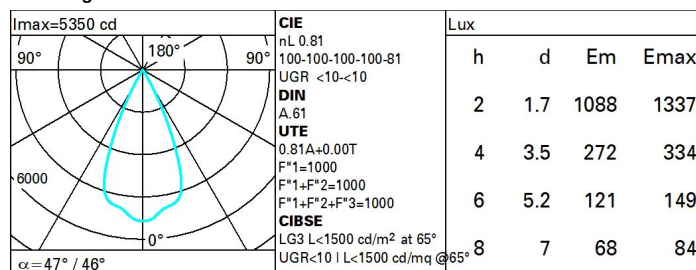 Imax=5350 cd
90°
180°
90°
6000
0°
α=47° / 46°
CIE
nL 0.81
100-100-100-100-81
UGR <10-<10
DIN
A.61
UTE
0.81A+0.00T
F"1=1000
F"1+F"2=1000
F"1+F"2+F"3=1000
CIBSE
LG3 L<1500 cd/m² at 65°
UGR<10 | L<1500 cd/mq @65°
Lux
h d Em Emax
2 1.7 1088 1337
4 3.5 272 334
6 5.2 121 149
8 7 68 84